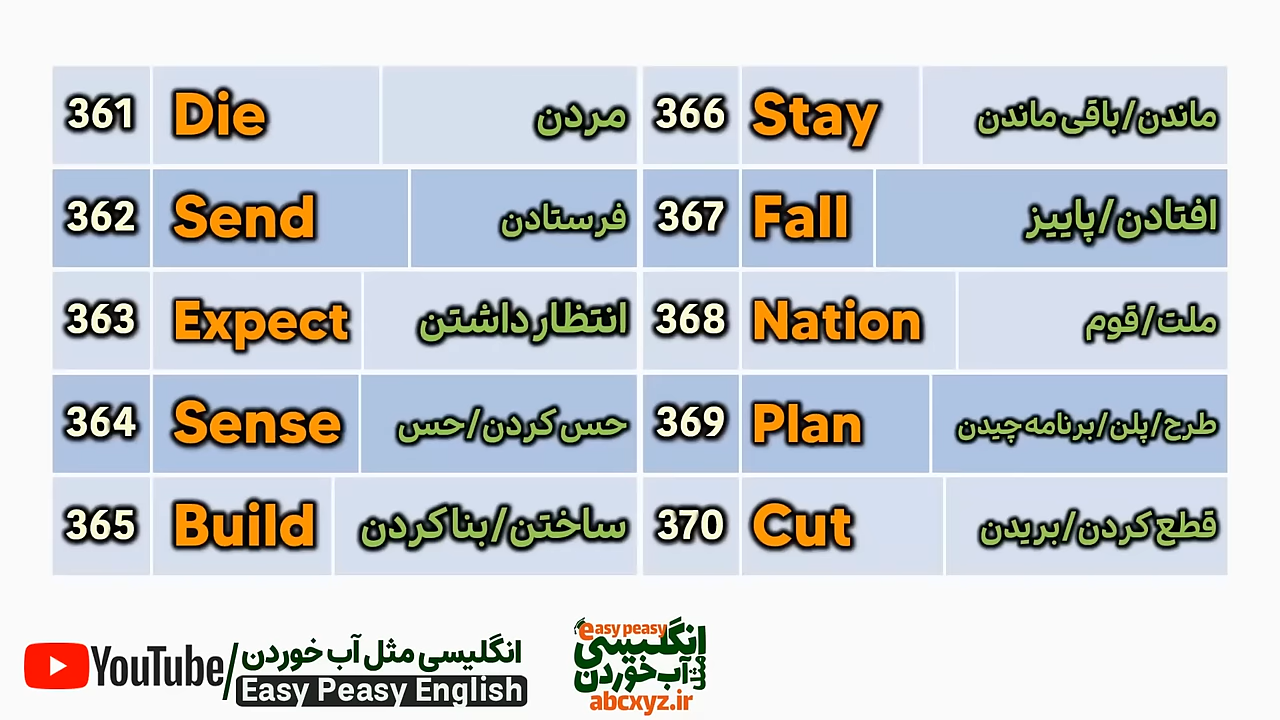 361 Die مردن 366 Stay ماندن/باقی ماندن
362 Send فرستادن 367 Fall افتادن/پاییز
363 Expect انتظار داشتن 368 Nation ملت/قوم
364 Sense حس کردن/حس 369 Plan طرح/پلن/برنامه چیدن
365 Build ساختن/بنا کردن 370 Cut قطع کردن/بریدن
YouTube/انگلیسی مثل آب خوردن
Easy Peasy English
easy peasy
انگلیسی
مثل آب خوردن
abcxyz.ir